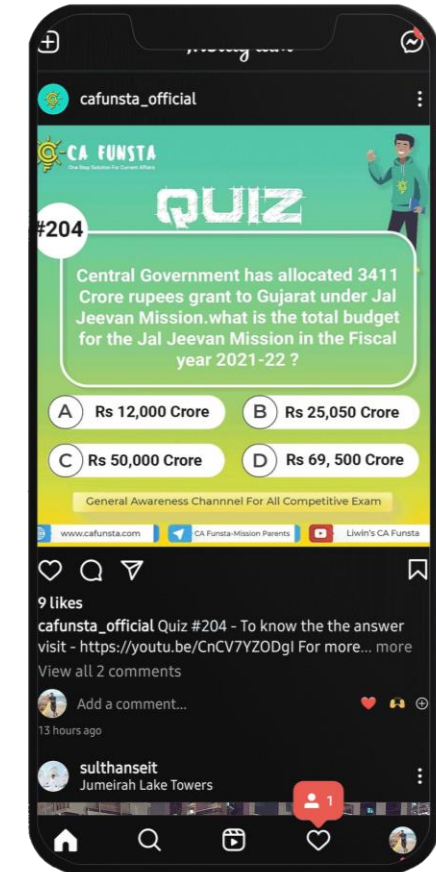 cafunsta_official
CA FUNSTA
One Stop Solution For Current Affairs
QUIZ
#204
Central Government has allocated 3411
Crore rupees grant to Gujarat under Jal
Jeevan Mission.what is the total budget
for the Jal Jeevan Mission in the Fiscal
year 2021-22 ?
A Rs 12,000 Crore
B Rs 25,050 Crore
C Rs 50,000 Crore
D Rs 69, 500 Crore
General Awareness Channnel For All Competitive Exam
www.cafunsta.com
CA Funsta-Mission Parents
Liwin's CA Funsta
9 likes
cafunsta_official Quiz #204 - To know the the answer
visit - https://youtu.be/CnCV7YZODgI For more... more
View all 2 comments
Add a comment...
13 hours ago
sulthanseit
Jumeirah Lake Towers
1